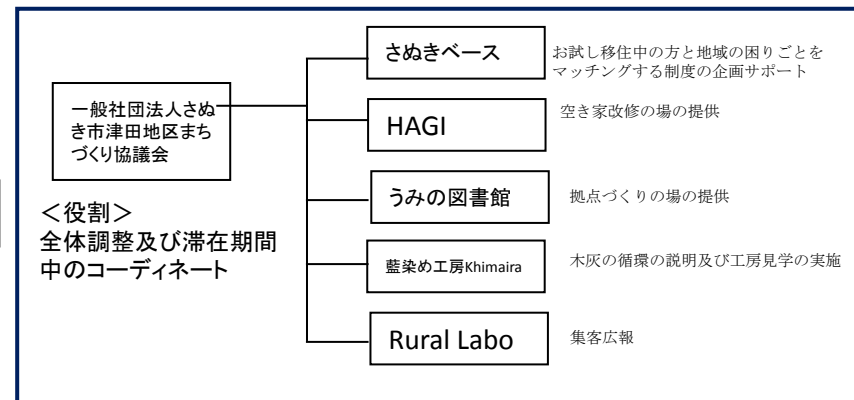 一般社団法人さぬ
き市津田地区まち
づくり協議会
<役割>
全体調整及び滞在期間
中のコーディネート
さぬきベース
お試し移住中の方と地域の困りごとを
マッチングする制度の企画サポート
HAGI
空き家改修の場の提供
うみの図書館
拠点づくりの場の提供
藍染め工房Khimaira
木灰の循環の説明及び工房見学の実施
Rural Labo
集客広報